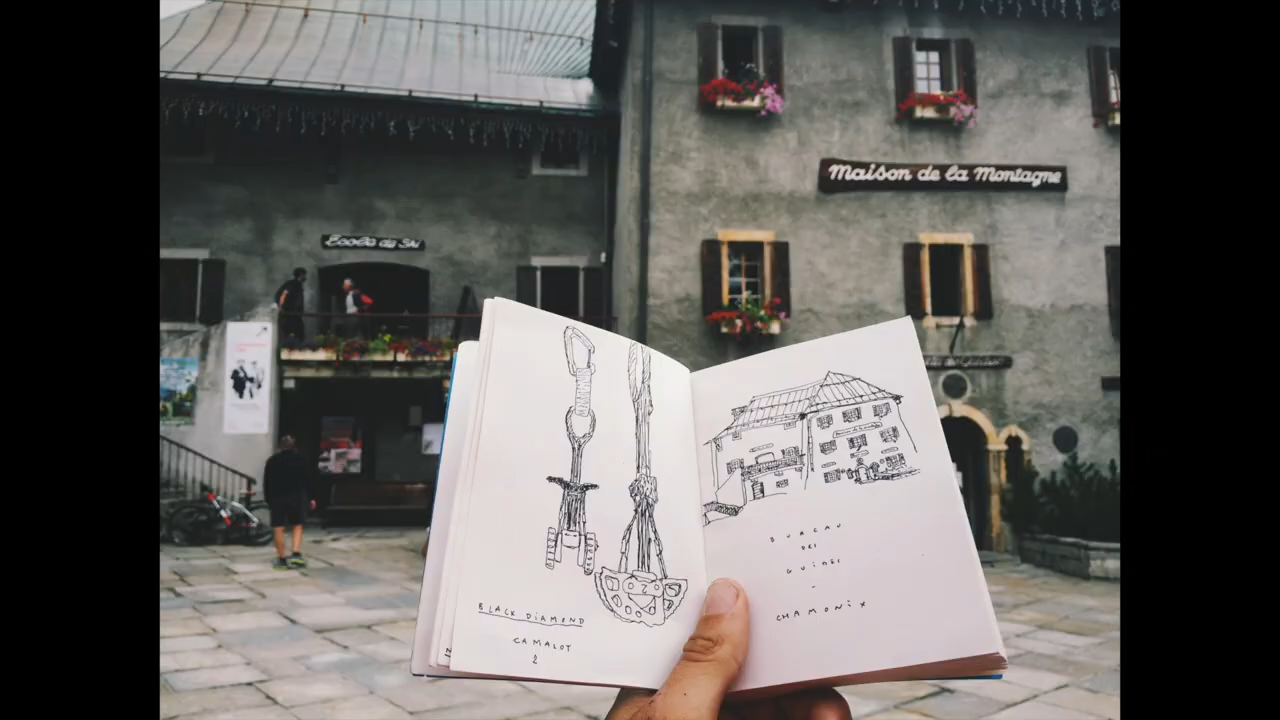 Maison de la Montagne
Ecole de Ski
BLACK DIAMOND
CAMALOT
2
BUREAU
DES
GUIDES
-
CHAMONIX